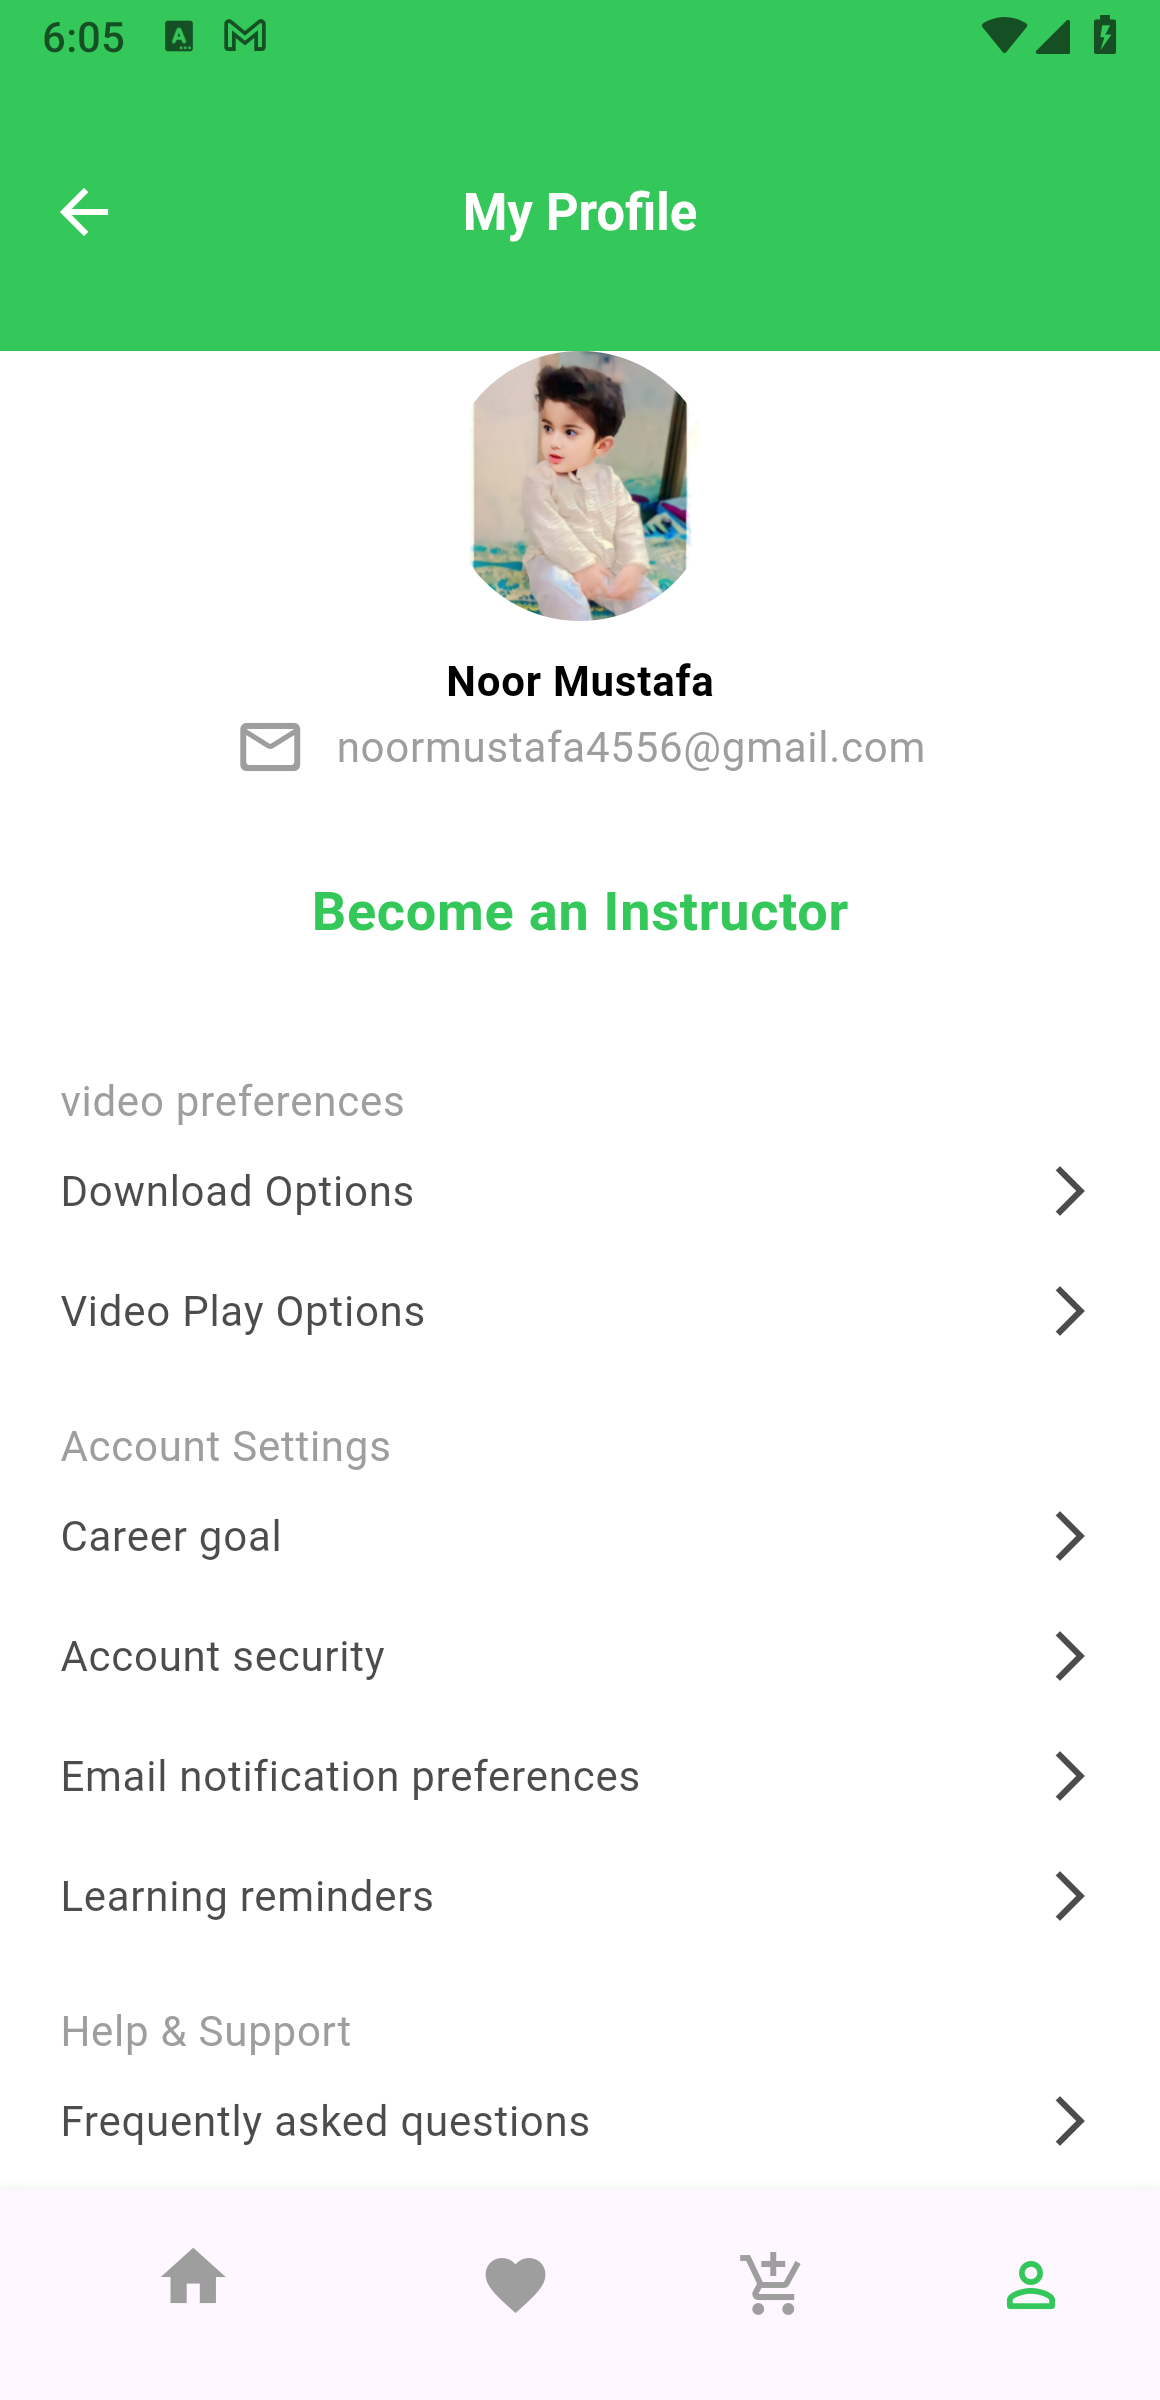 6:05
My Profile
Noor Mustafa
noormustafa4556@gmail.com
Become an Instructor
video preferences
Download Options
Video Play Options
Account Settings
Career goal
Account security
Email notification preferences
Learning reminders
Help & Support
Frequently asked questions